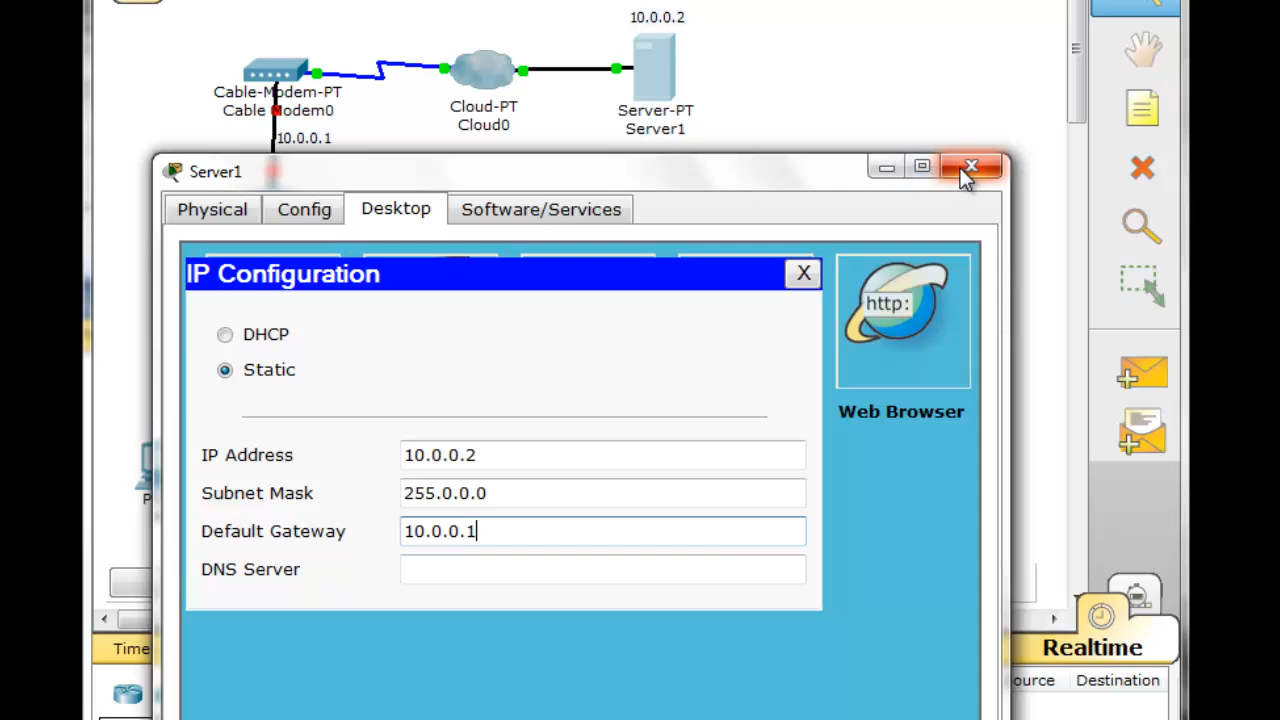 10.0.0.2
Cable-Modem-PT
Cable Modem0
Cloud-PT
Cloud0
Server-PT
Server1
10.0.0.1
Server1
Physical
Config
Desktop
Software/Services
IP Configuration
X
http:
DHCP
Static
Web Browser
IP Address
10.0.0.2
Subnet Mask
255.0.0.0
Default Gateway
10.0.0.1
DNS Server
P
Time
Realtime
ource
Destination